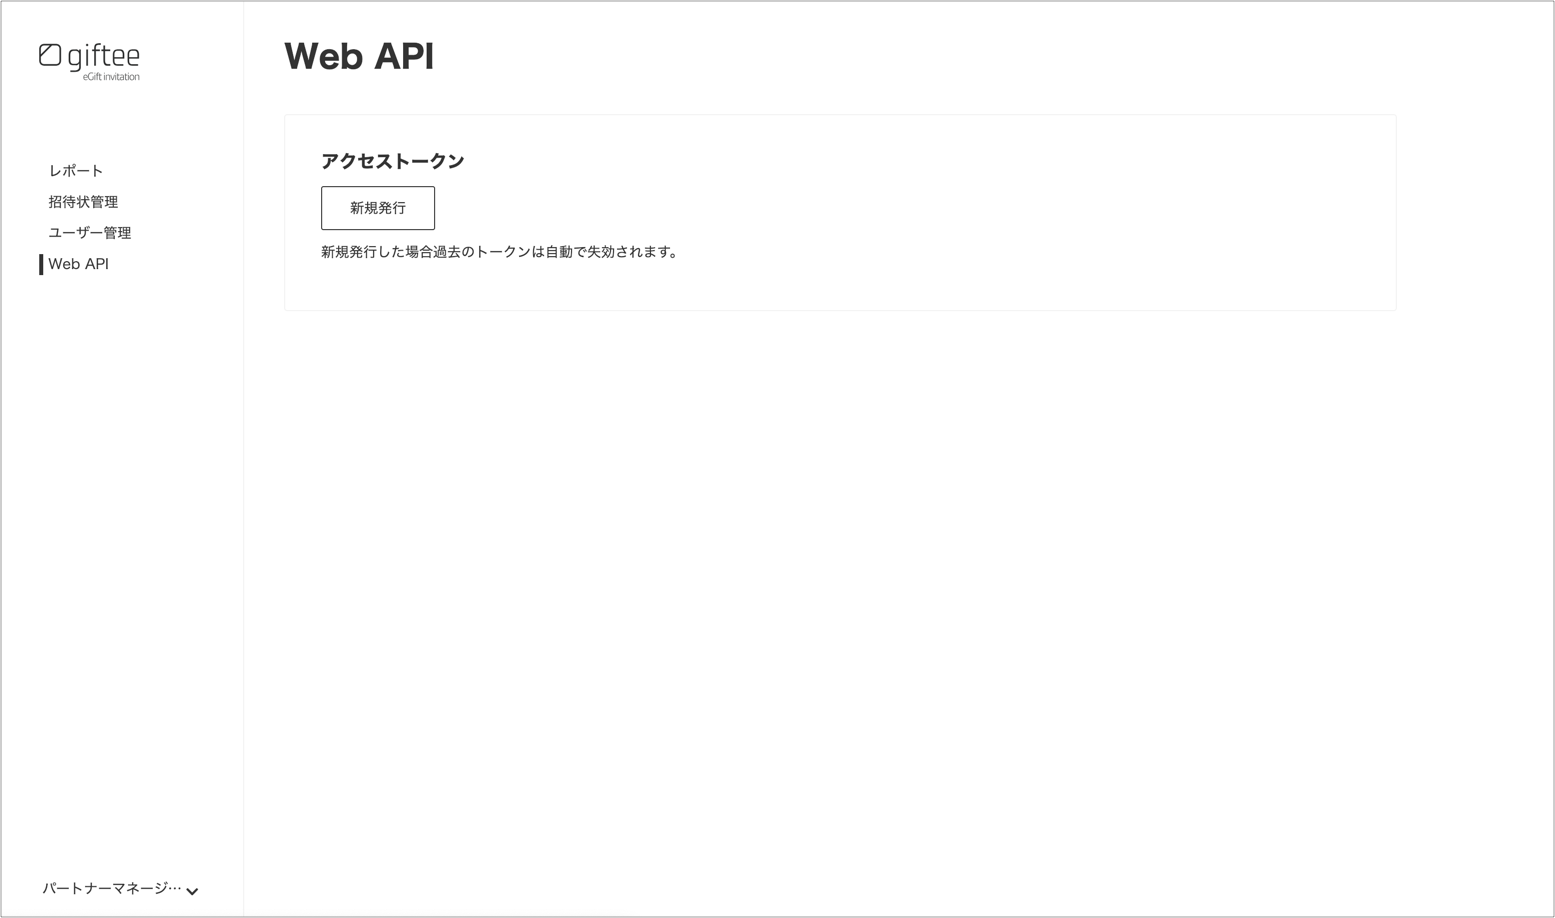 giftee
eGift invitation
レポート
招待状管理
ユーザー管理
Web API
パートナーマネージ…
Web API
アクセストークン
新規発行
新規発行した場合過去のトークンは自動で失効されます。